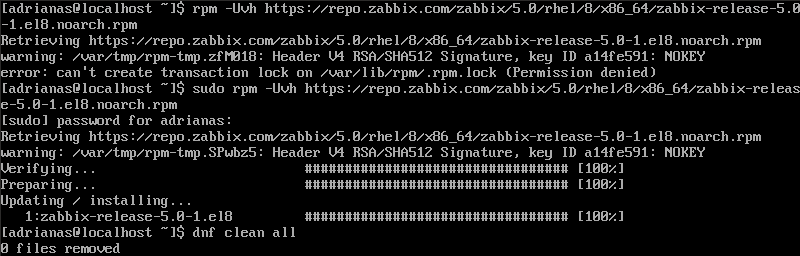 [adrianas@localhost ~]$ rpm -Uvh https://repo.zabbix.com/zabbix/5.0/rhel/8/x86_64/zabbix-release-5.0
-1.el8.noarch.rpm
Retrieving https://repo.zabbix.com/zabbix/5.0/rhel/8/x86_64/zabbix-release-5.0-1.el8.noarch.rpm
warning: /var/tmp/rpm-tmp.zfM018: Header V4 RSA/SHA512 Signature, key ID a14fe591: NOKEY
error: can't create transaction lock on /var/lib/rpm/.rpm.lock (Permission denied)
[adrianas@localhost ~]$ sudo rpm -Uvh https://repo.zabbix.com/zabbix/5.0/rhel/8/x86_64/zabbix-releas
e-5.0-1.el8.noarch.rpm
[sudo] password for adrianas:
Retrieving https://repo.zabbix.com/zabbix/5.0/rhel/8/x86_64/zabbix-release-5.0-1.el8.noarch.rpm
warning: /var/tmp/rpm-tmp.SPwbz5: Header V4 RSA/SHA512 Signature, key ID a14fe591: NOKEY
Verifying... ################################# [100%]
Preparing... ################################# [100%]
Updating / installing...
1:zabbix-release-5.0-1.el8 ################################# [100%]
[adrianas@localhost ~]$ dnf clean all
0 files removed